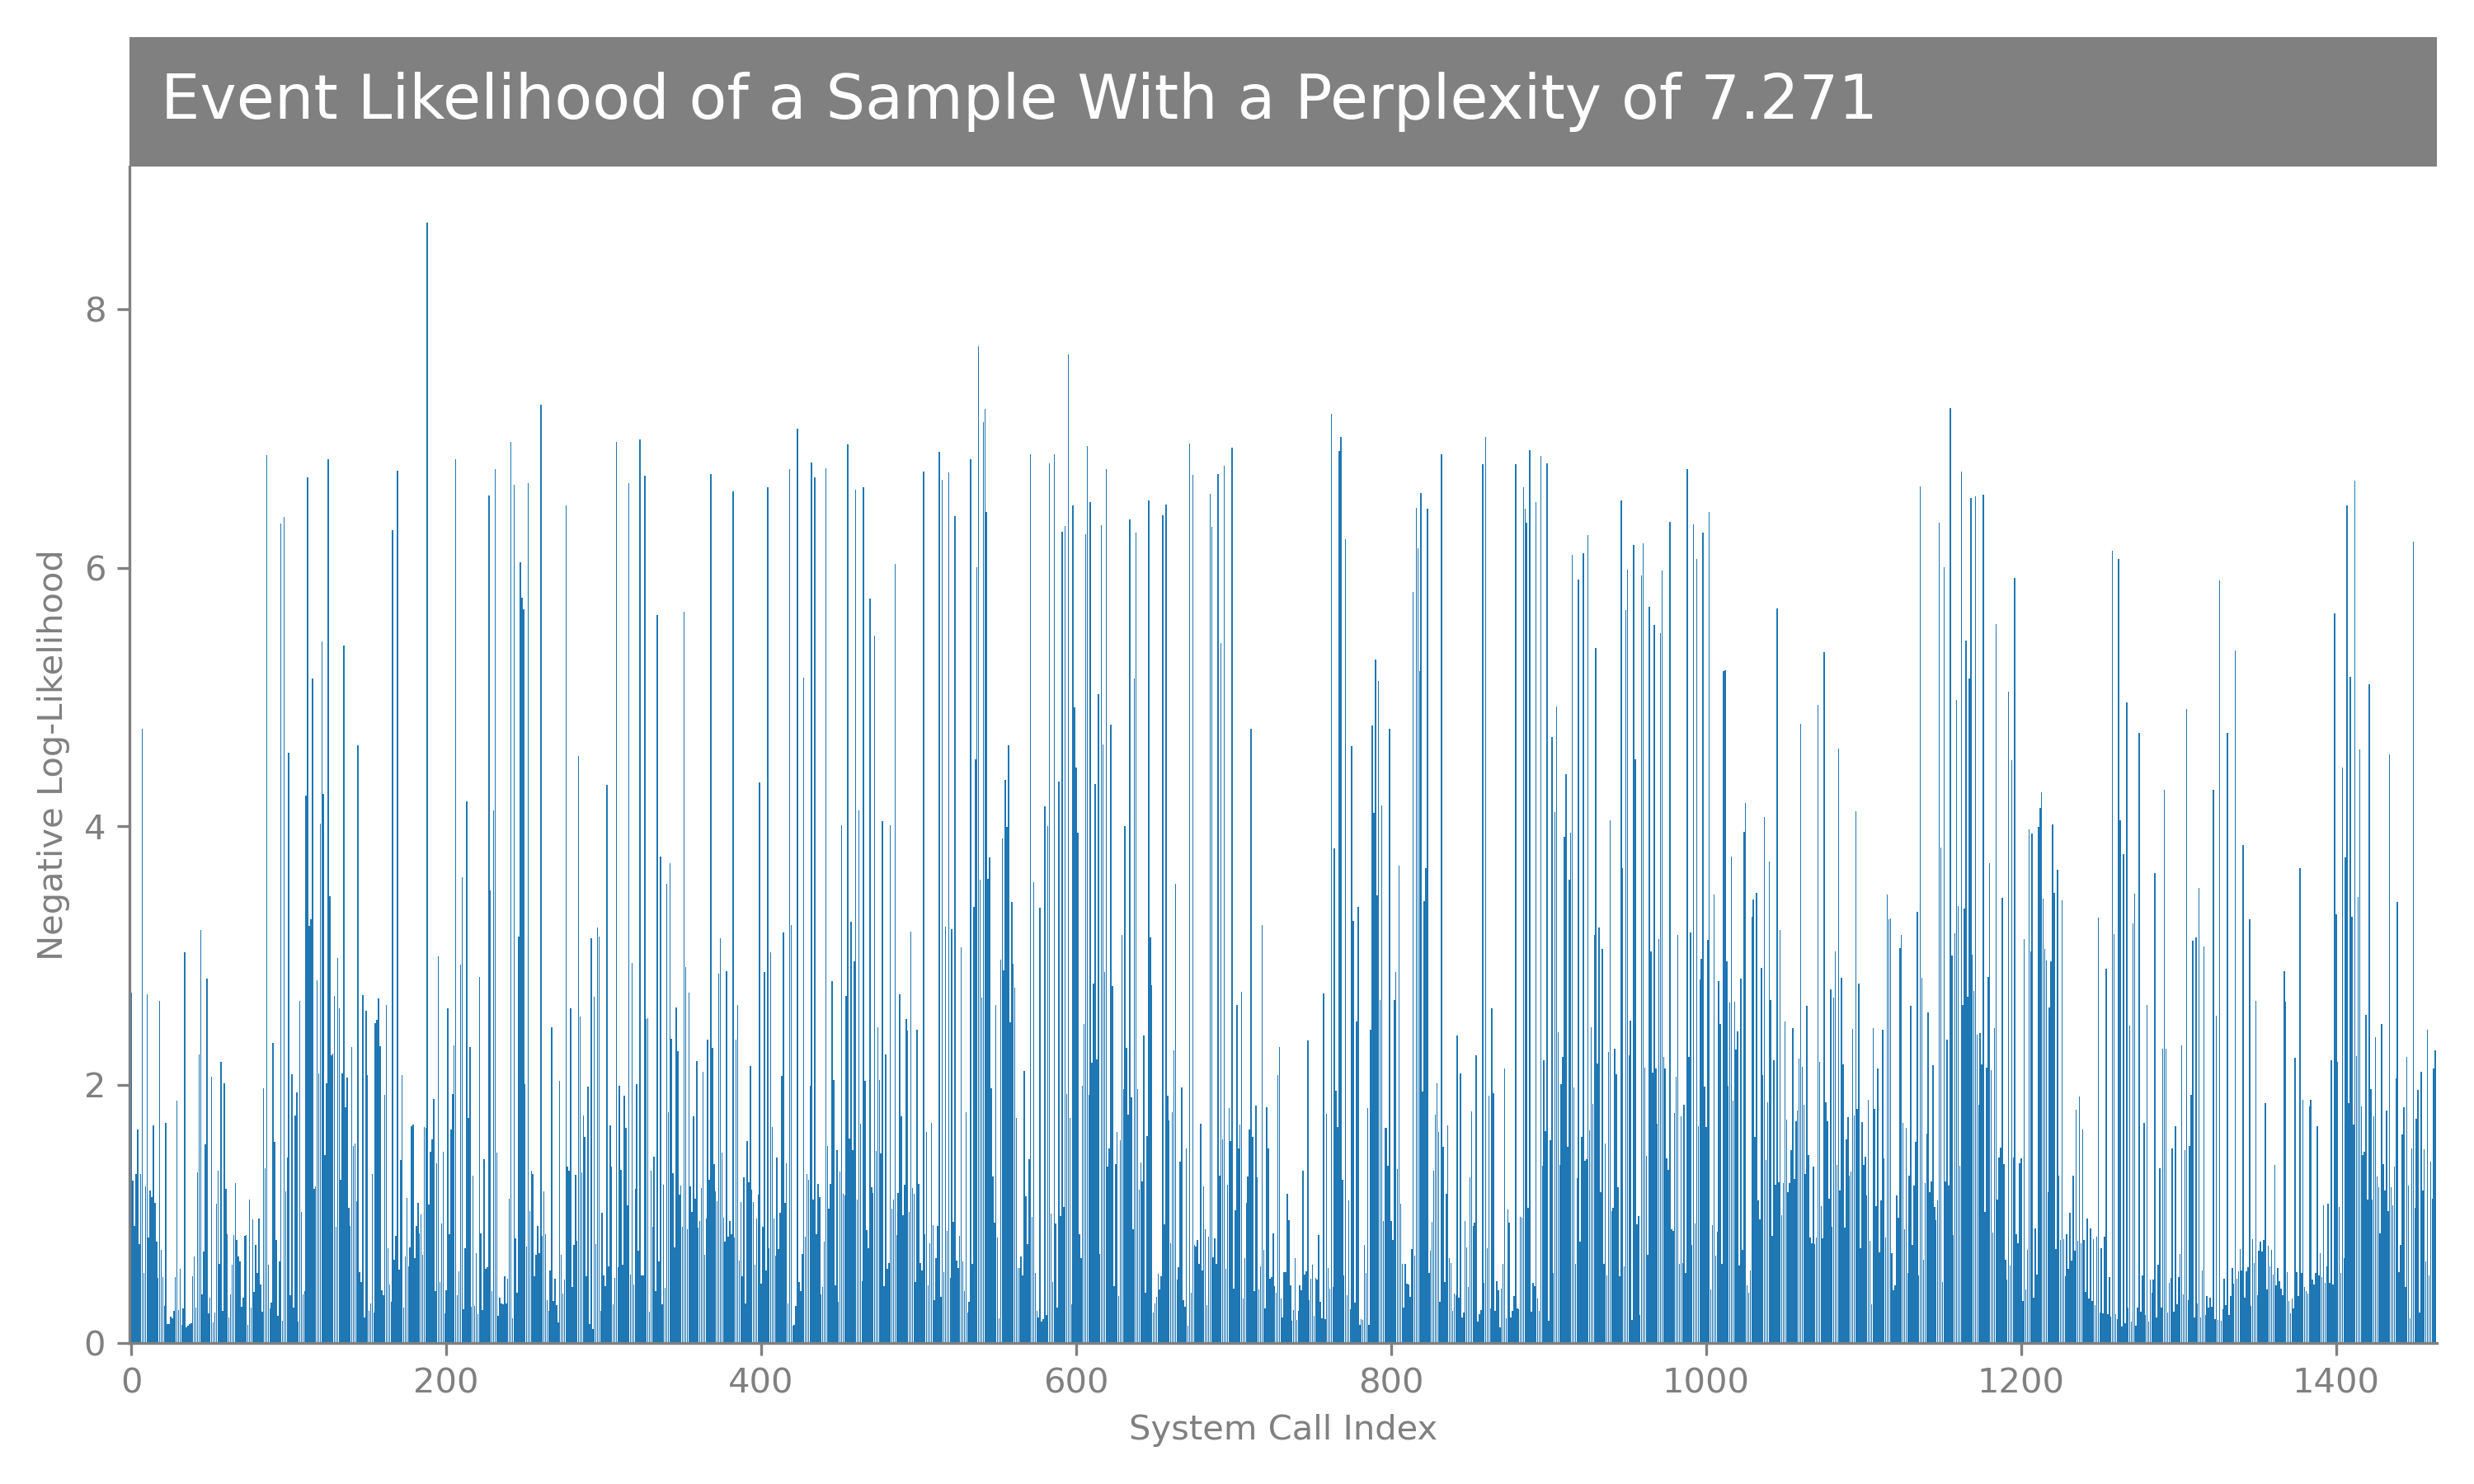 Event Likelihood of a Sample With a Perplexity of 7.271
Negative Log-Likelihood
8
6
4
2
0
0 200 400 600 800 1000 1200 1400
System Call Index